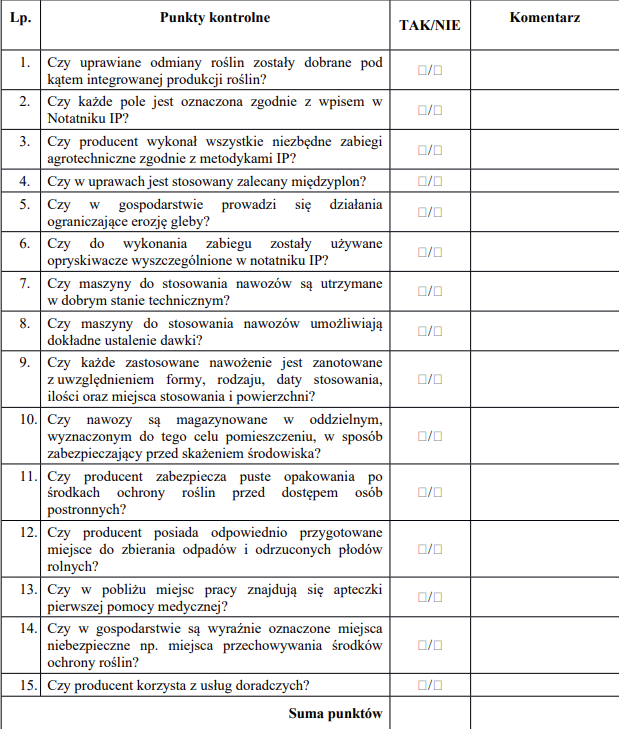 Lp. Punkty kontrolne TAK/NIE Komentarz
1. Czy uprawiane odmiany roślin zostały dobrane pod
kątem integrowanej produkcji roślin? □/□
2. Czy każde pole jest oznaczona zgodnie z wpisem w
Notatniku IP? □/□
3. Czy producent wykonał wszystkie niezbędne zabiegi
agrotechniczne zgodnie z metodykami IP? □/□
4. Czy w uprawach jest stosowany zalecany międzyplon? □/□
5. Czy w gospodarstwie prowadzi się działania
ograniczające erozję gleby? □/□
6. Czy do wykonania zabiegu zostały używane
opryskiwacze wyszczególnione w notatniku IP? □/□
7. Czy maszyny do stosowania nawozów są utrzymane
w dobrym stanie technicznym? □/□
8. Czy maszyny do stosowania nawozów umożliwiają
dokładne ustalenie dawki? □/□
9. Czy każde zastosowane nawożenie jest zanotowane
z uwzględnieniem formy, rodzaju, daty stosowania,
ilości oraz miejsca stosowania i powierzchni? □/□
10. Czy nawozy są magazynowane w oddzielnym,
wyznaczonym do tego celu pomieszczeniu, w sposób
zabezpieczający przed skażeniem środowiska? □/□
11. Czy producent zabezpiecza puste opakowania po
środkach ochrony roślin przed dostępem osób
postronnych? □/□
12. Czy producent posiada odpowiednio przygotowane
miejsce do zbierania odpadów i odrzuconych płodów
rolnych? □/□
13. Czy w pobliżu miejsc pracy znajdują się apteczki
pierwszej pomocy medycznej? □/□
14. Czy w gospodarstwie są wyraźnie oznaczone miejsca
niebezpieczne np. miejsca przechowywania środków
ochrony roślin? □/□
15. Czy producent korzysta z usług doradczych? □/□
Suma punktów